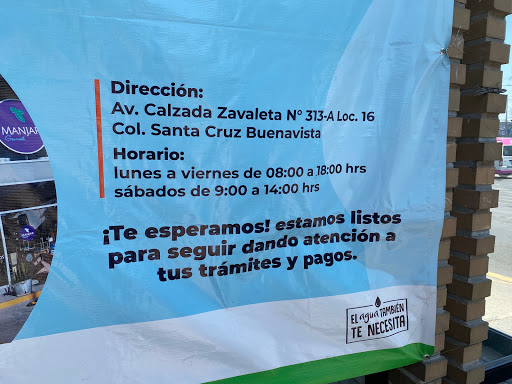 MANJAR
Dirección:
Av. Calzada Zavaleta N° 313-A Loc. 16
Col. Santa Cruz Buenavista
Horario:
lunes a viernes de 08:00 a 18:00 hrs
sábados de 9:00 a 14:00 hrs
¡Te esperamos! estamos listos
para seguir dando atención a
tus trámites y pagos.
EL agua TAMBIÉN
TE NECESITA